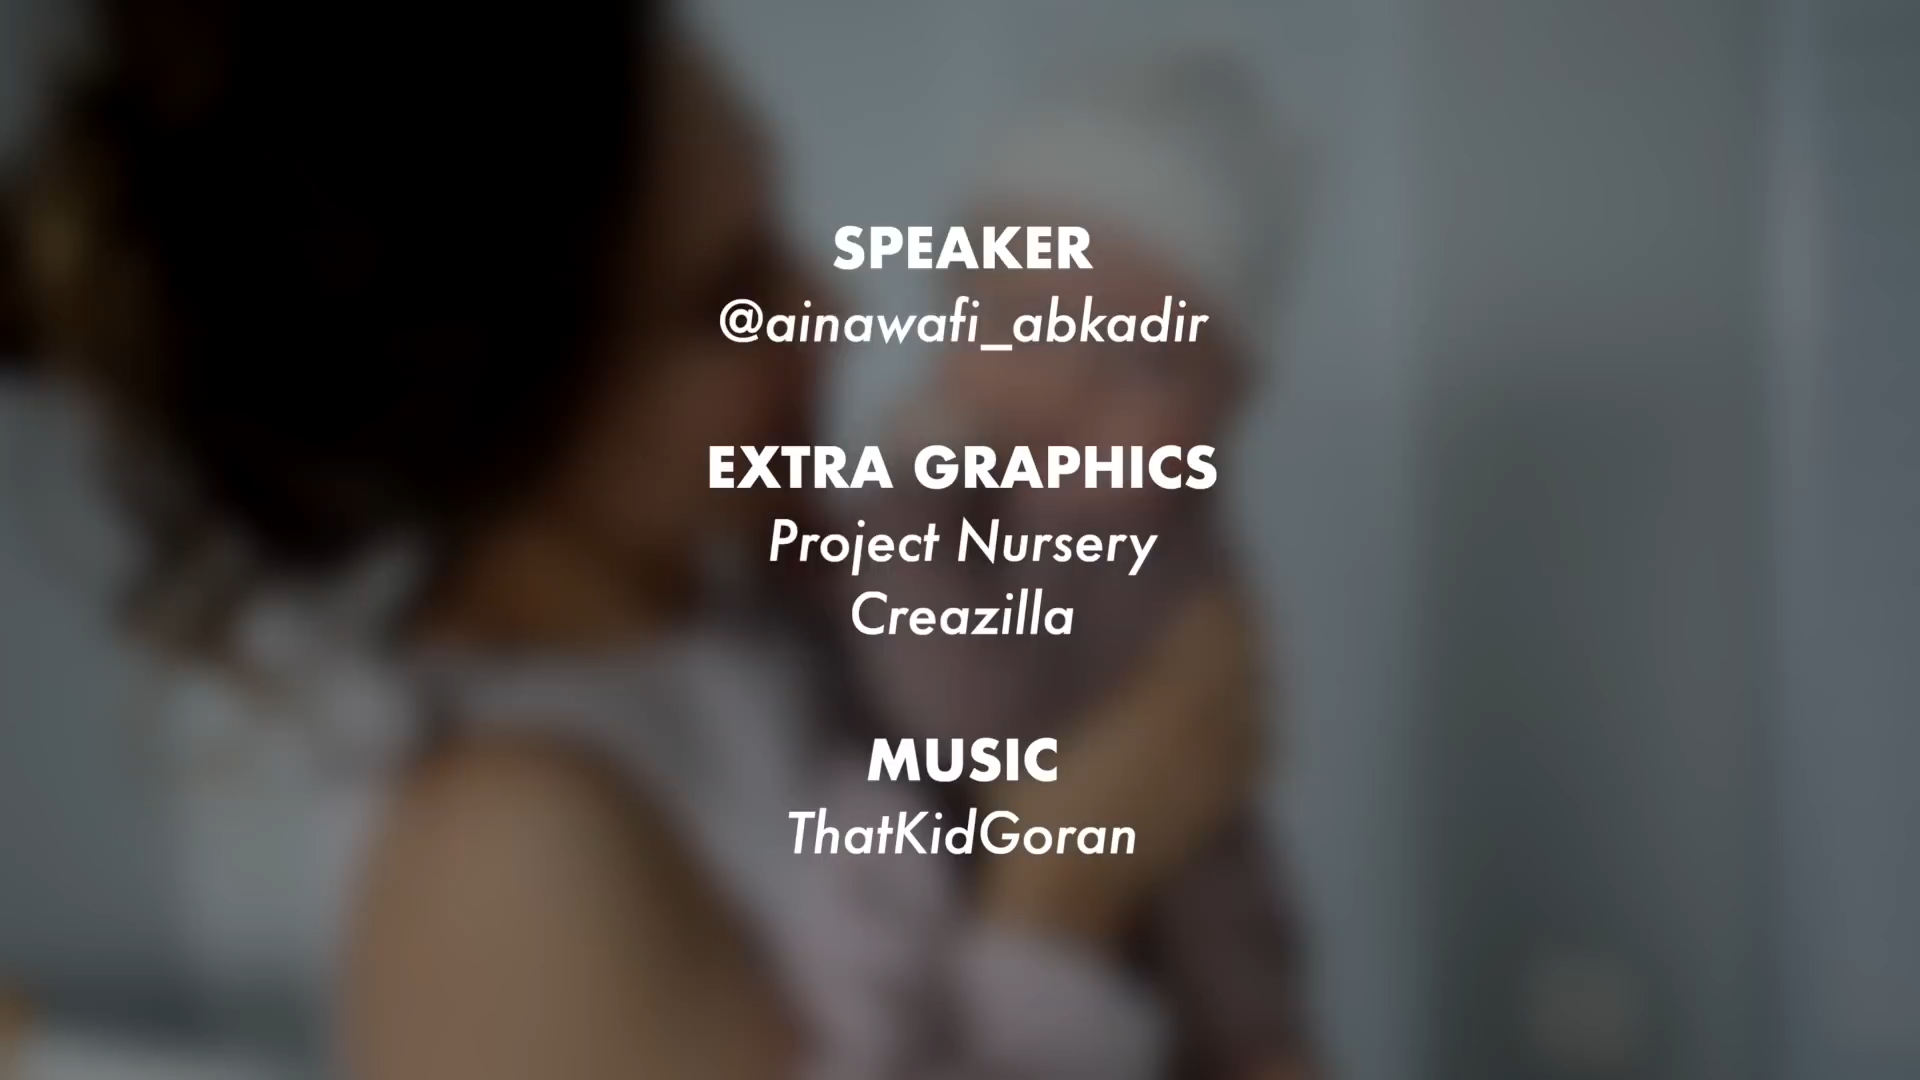 SPEAKER
@ainawafi_abkadir
EXTRA GRAPHICS
Project Nursery
Creazilla
MUSIC
ThatKidGoran